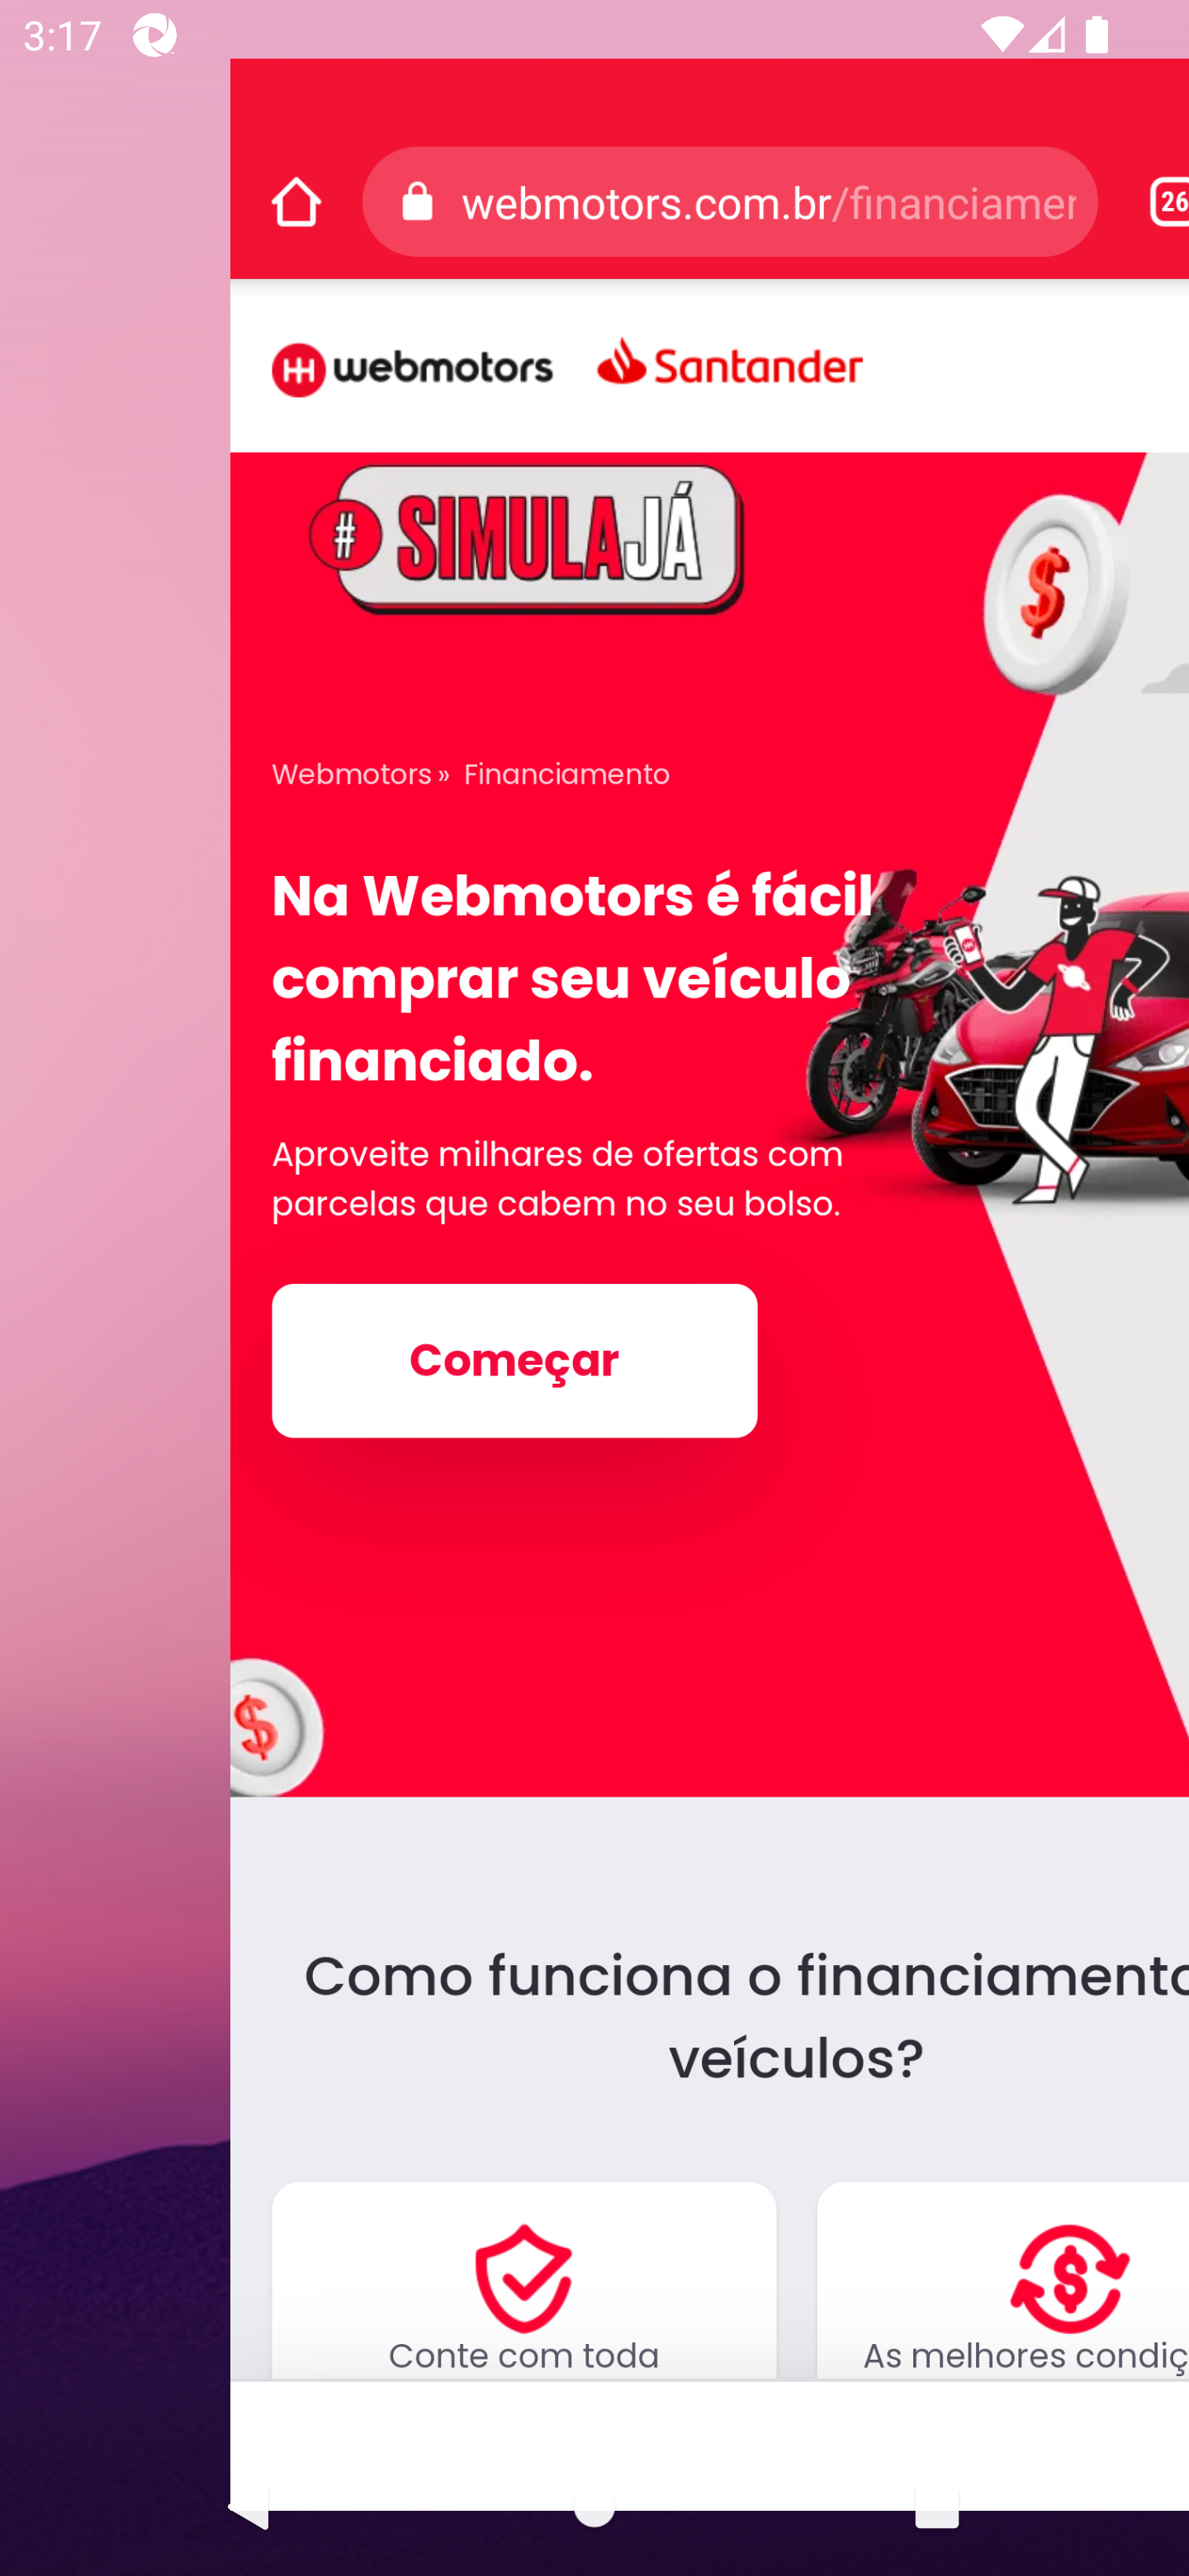 3:17
webmotors.com.br/financiamen
26
webmotors Santander
# SIMULAJÁ
$
Webmotors » Financiamento
Na Webmotors é fácil
comprar seu veículo
financiado.
Aproveite milhares de ofertas com
parcelas que cabem no seu bolso.
Começar
$
Como funciona o financiamento
veículos?
$
Conte com toda
As melhores condiç